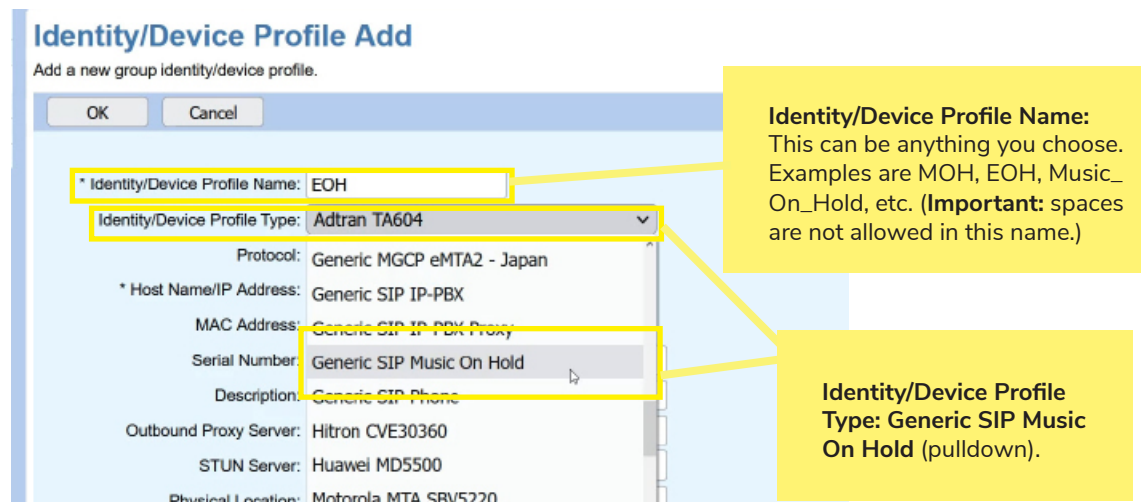 Identity/Device Profile Add
Add a new group identity/device profile.
OK
Cancel
* Identity/Device Profile Name: EOH
Identity/Device Profile Type: Adtran TA604
Protocol:
* Host Name/IP Address:
MAC Address:
Serial Number:
Description:
Outbound Proxy Server:
STUN Server:
Physical Location:
Generic MGCP eMTA2 - Japan
Generic SIP IP-PBX
Generic SIP IP-PBX Proxy
Generic SIP Music On Hold
Generic SIP Phone
Hitron CVE30360
Huawei MD5500
Motorola MTA SBV5220
Identity/Device Profile Name:
This can be anything you choose.
Examples are MOH, EOH, Music_
On_Hold, etc. (Important: spaces
are not allowed in this name.)
Identity/Device Profile
Type: Generic SIP Music
On Hold (pulldown).